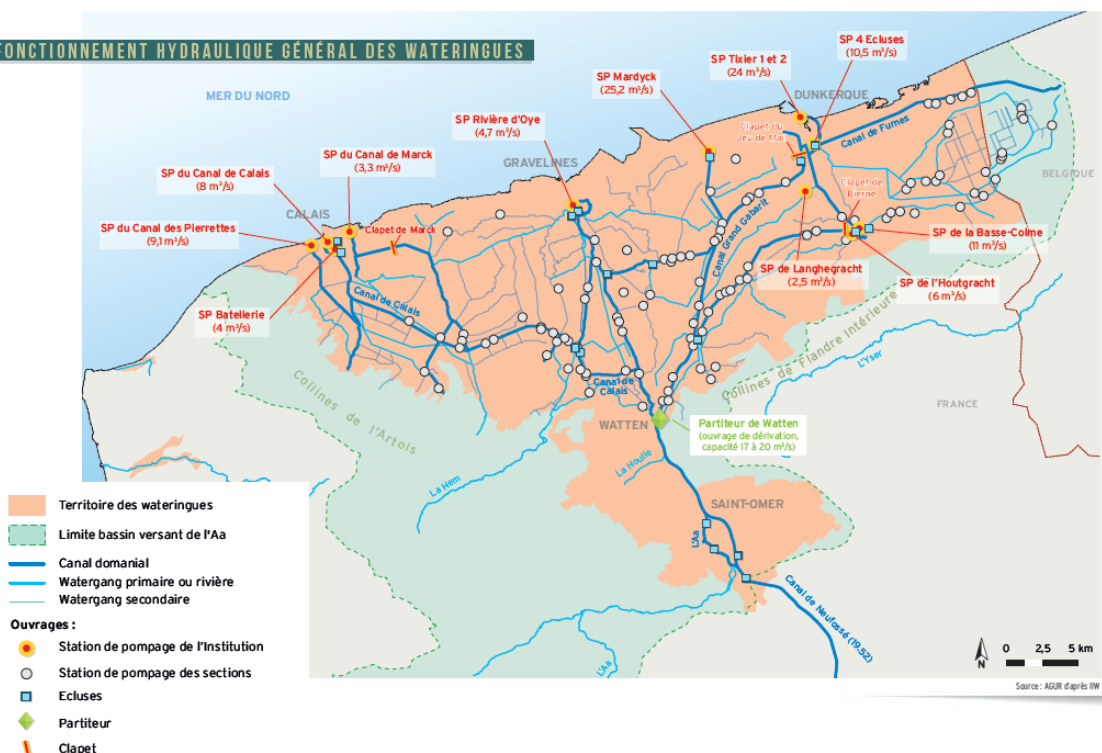 FONCTIONNEMENT HYDRAULIQUE GÉNÉRAL DES WATERINGUES
MER DU NORD
SP 4 Ecluses
(10,5 m³/s)
SP Tixier 1 et 2
(24 m³/s)
SP Mardyck
(25,2 m³/s)
DUNKERQUE
SP Rivière d'Oye
(4,7 m³/s)
Clapet du
Jeu de Mail
Canal de Furnes
SP du Canal de Marck
(3,3 m³/s)
GRAVELINES
SP du Canal de Calais
(8 m³/s)
BELGIQUE
Clapet de
Bierne
CALAIS
SP du Canal des Pierrettes
(9,1 m³/s)
Clapet de Marck
Canal Grand Gabarit
SP de la Basse-Colme
(11 m³/s)
SP de Langhegracht
(2,5 m³/s)
SP de l'Houtgracht
(6 m³/s)
Canal de Calais
SP Batellerie
(4 m³/s)
Collines de Flandre Intérieure
L'Yser
Collines de l'Artois
Canal de
Calais
FRANCE
WATTEN
Partiteur de Watten
(ouvrage de dérivation,
capacité 17 à 20 m³/s)
La Hem
La Houlle
SAINT-OMER
L'Aa
Canal de Neufossé (19.52)
L'Aa
Territoire des wateringues
Limite bassin versant de l'Aa
Canal domanial
Watergang primaire ou rivière
Watergang secondaire
Ouvrages :
Station de pompage de l'Institution
Station de pompage des sections
Ecluses
Partiteur
Clapet
N
0 2,5 5 km
Source : AGUR d'après IIW